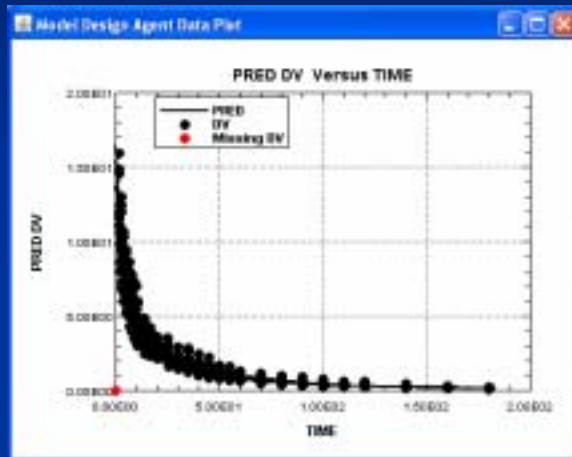 Model Design Agent Data Plot
PRED DV Versus TIME
PRED
DV
Missing DV
2.00E01
1.50E01
1.00E01
5.00E00
0.00E00
PRED DV
0.00E00 5.00E01 1.00E02 1.50E02 2.00E02
TIME